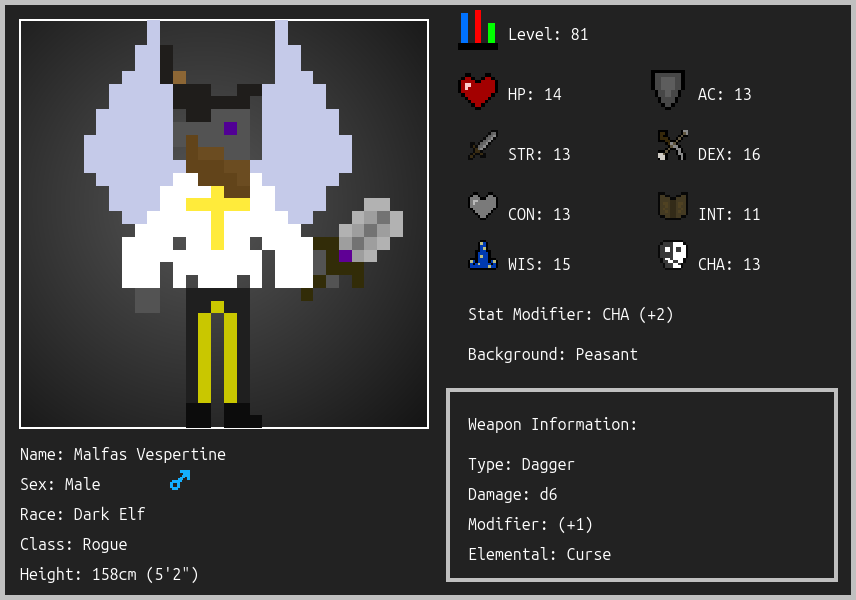 Level: 81
HP: 14
AC: 13
STR: 13
DEX: 16
CON: 13
INT: 11
WIS: 15
CHA: 13
Stat Modifier: CHA (+2)
Background: Peasant
Weapon Information:
Type: Dagger
Damage: d6
Modifier: (+1)
Elemental: Curse
Name: Malfas Vespertine
Sex: Male
Race: Dark Elf
Class: Rogue
Height: 158cm (5'2")